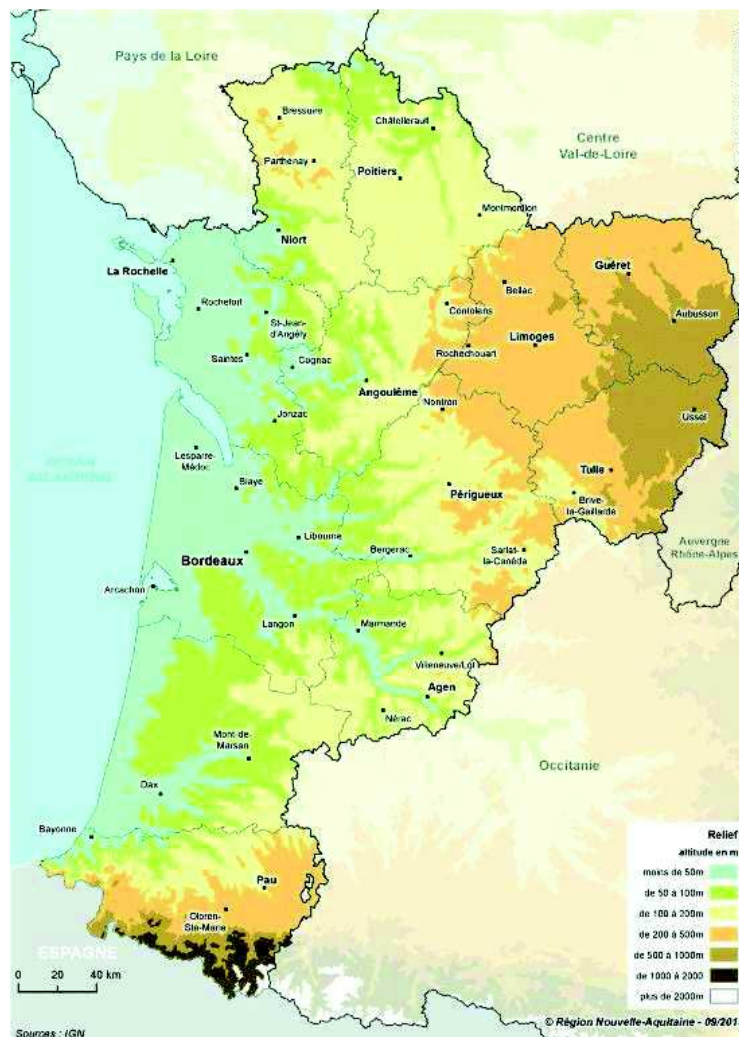 Pays de la Loire
Bressuire
Châtellerault
Centre
Val-de-Loire
Parthenay
Poitiers
Montmorillon
Niort
La Rochelle
Guéret
Bellac
Rochefort
Confolens
Aubusson
St-Jean-
d'Angély
Limoges
Rochechouart
Saintes
Cognac
Angoulême
Nontron
Ussel
Jonzac
Lesparre-
Médoc
Tulle
Blaye
Périgueux
Brive-
la-Gaillarde
Libourne
Auvergne
Rhône-Alpes
Bordeaux
Bergerac
Sarlat-
la-Canéda
Arcachon
Langon
Marmande
Villeneuve/Lot
Agen
Nérac
Mont-de-
Marsan
Occitanie
Dax
Bayonne
Pau
Oloron-
Ste-Marie
ESPAGNE
0 20 40 km
Relief
altitude en m
moins de 50m
de 50 à 100m
de 100 à 200m
de 200 à 500m
de 500 à 1000m
de 1000 à 2000
plus de 2000m
© Région Nouvelle-Aquitaine - 09/201
Sources : IGN